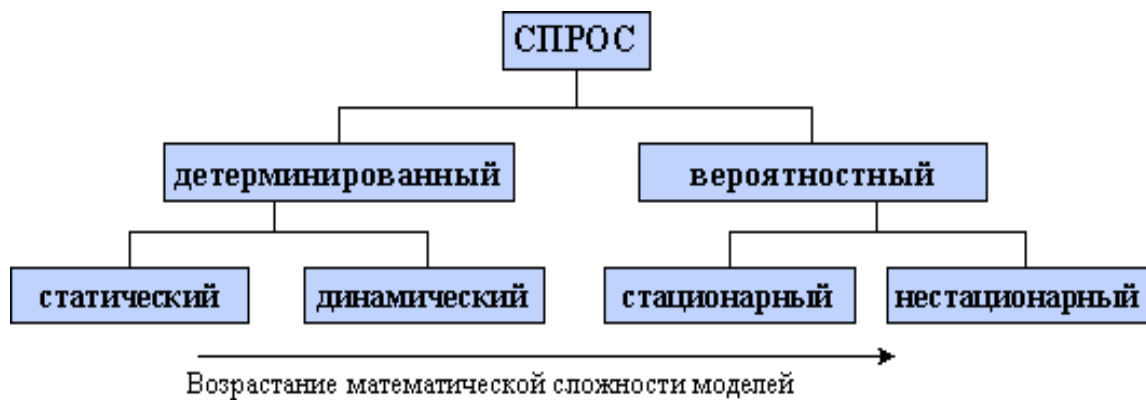 СПРОС
детерминированный
вероятностный
статический
динамический
стационарный
нестационарный
Возрастание математической сложности моделей